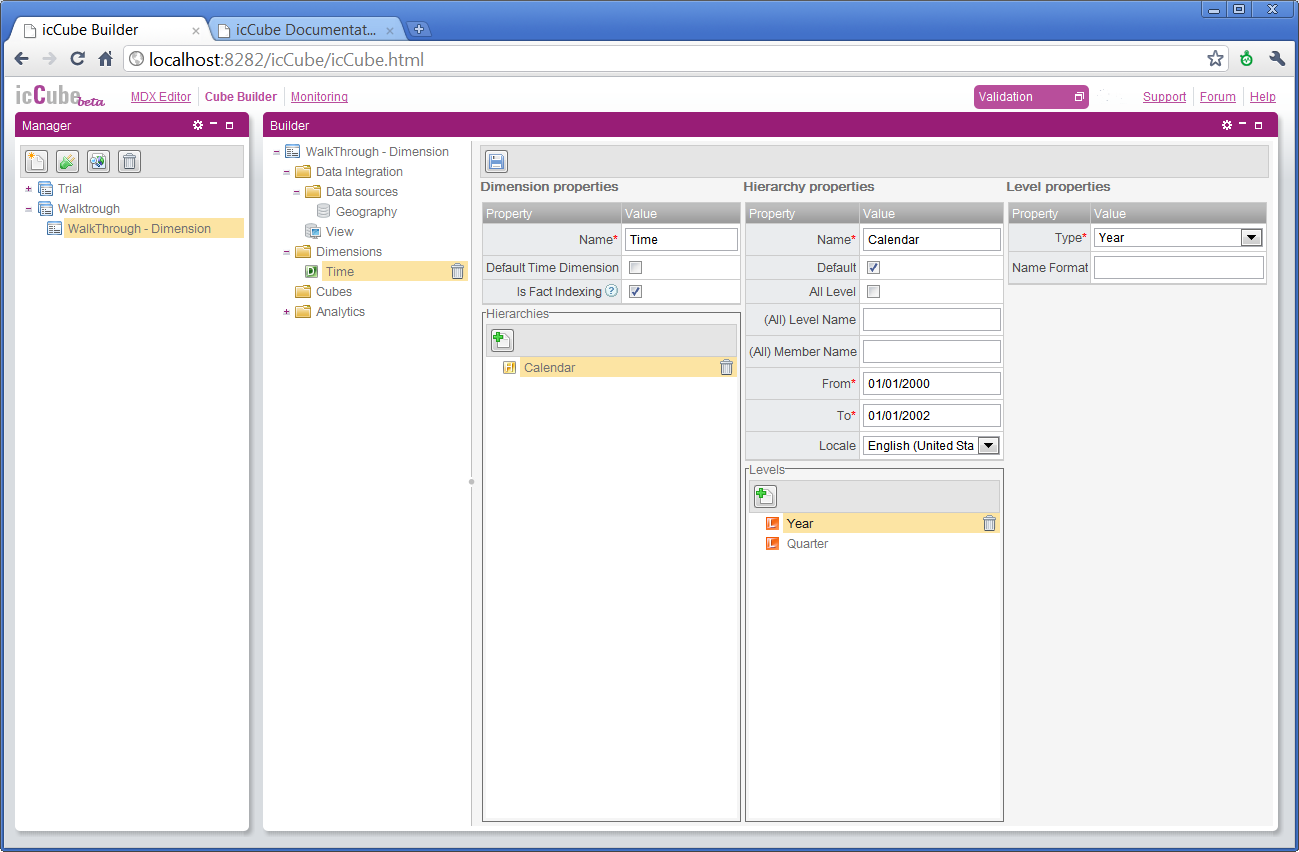 icCube Builder
icCube Documentat...
localhost:8282/icCube/icCube.html
icCube beta
MDX Editor
Cube Builder
Monitoring
Validation
Support
Forum
Help
Manager
Trial
Walktrough
WalkThrough - Dimension
Builder
WalkThrough - Dimension
Data Integration
Data sources
Geography
View
Dimensions
Time
Cubes
Analytics
Dimension properties
Property Value
Name* Time
Default Time Dimension
Is Fact Indexing ?
Hierarchies
Calendar
Hierarchy properties
Property Value
Name* Calendar
Default
All Level
(All) Level Name
(All) Member Name
From* 01/01/2000
To* 01/01/2002
Locale English (United Sta
Levels
L Year
L Quarter
Level properties
Property Value
Type* Year
Name Format